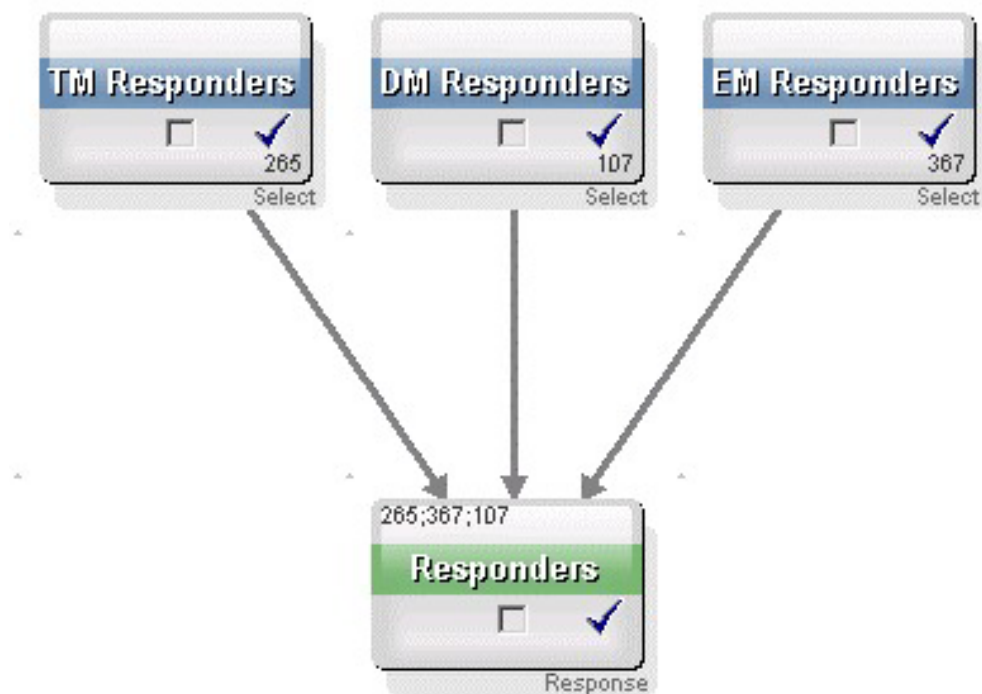 TM Responders
265
Select
DM Responders
107
Select
EM Responders
367
Select
265;367;107
Responders
Response